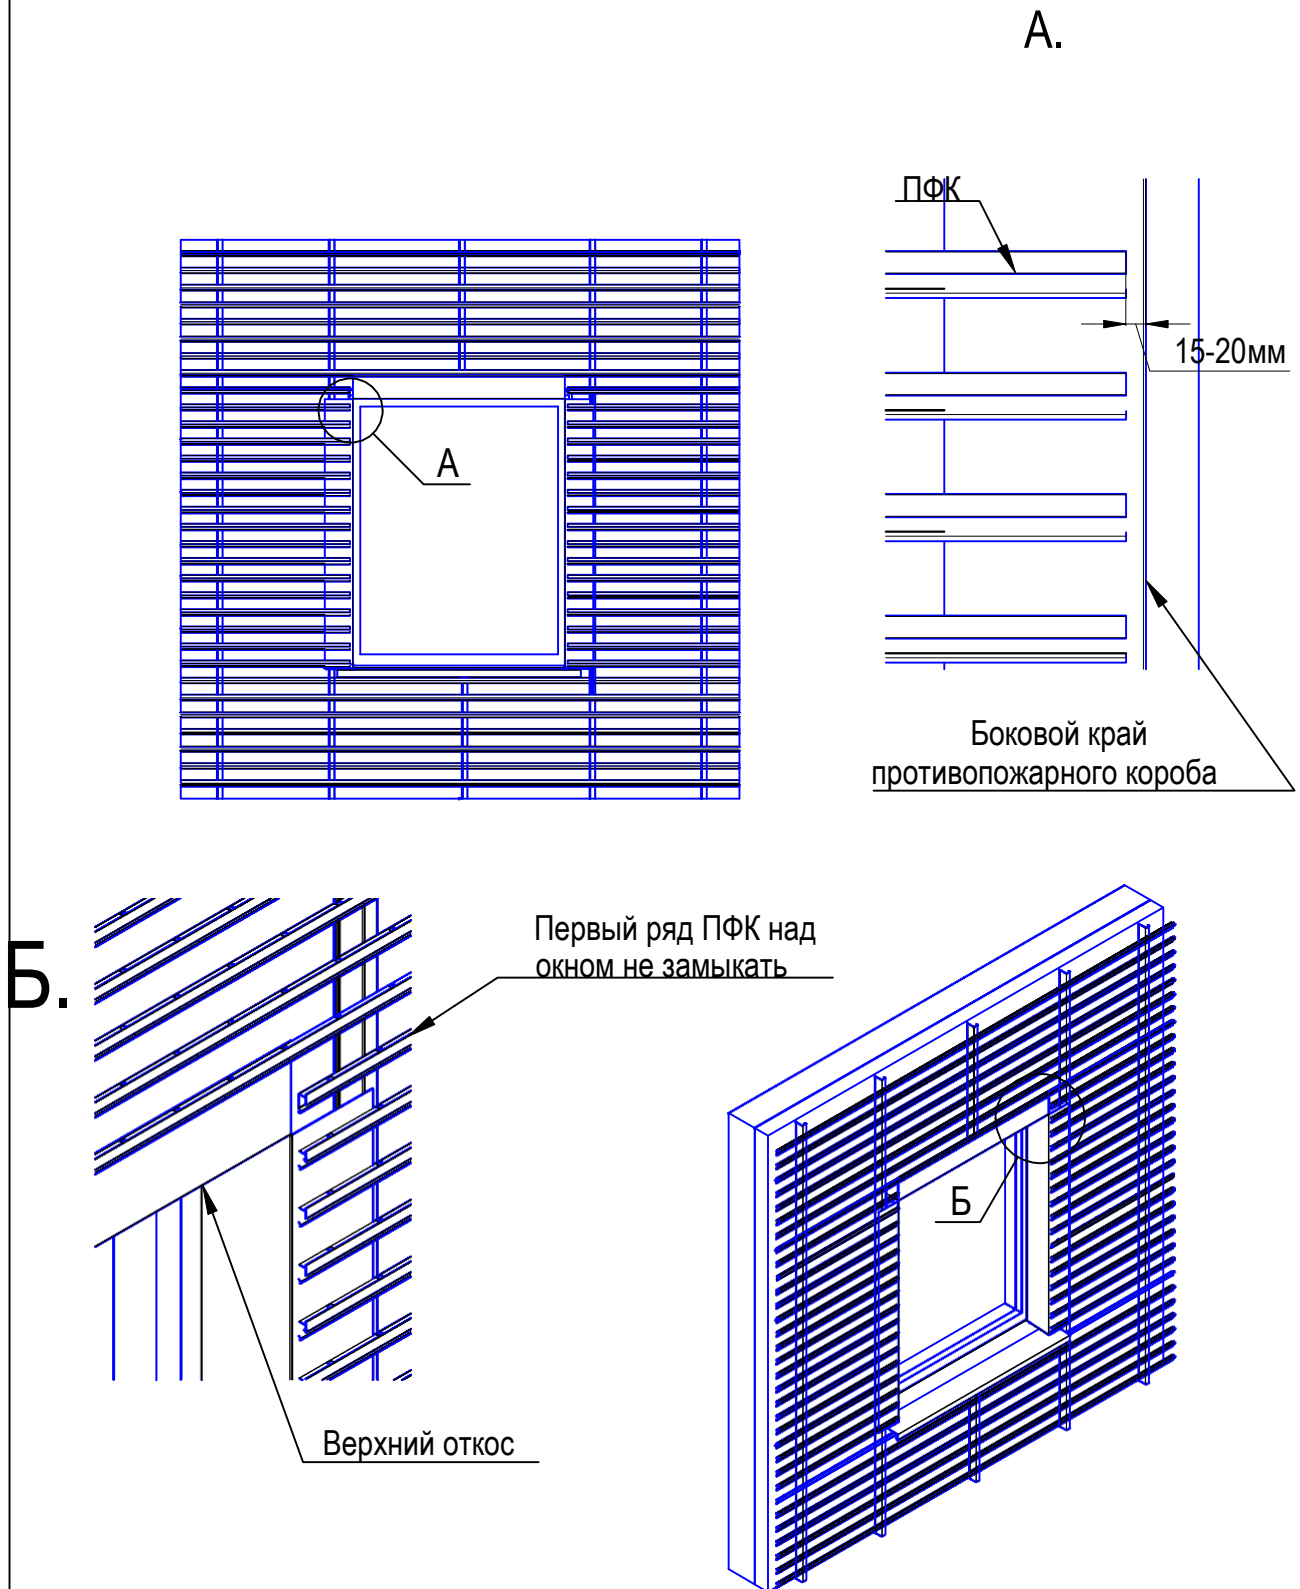 А.
ПФК
15-20мм
А
Боковой край
противопожарного короба
Б.
Первый ряд ПФК над
окном не замыкать
Б
Верхний откос